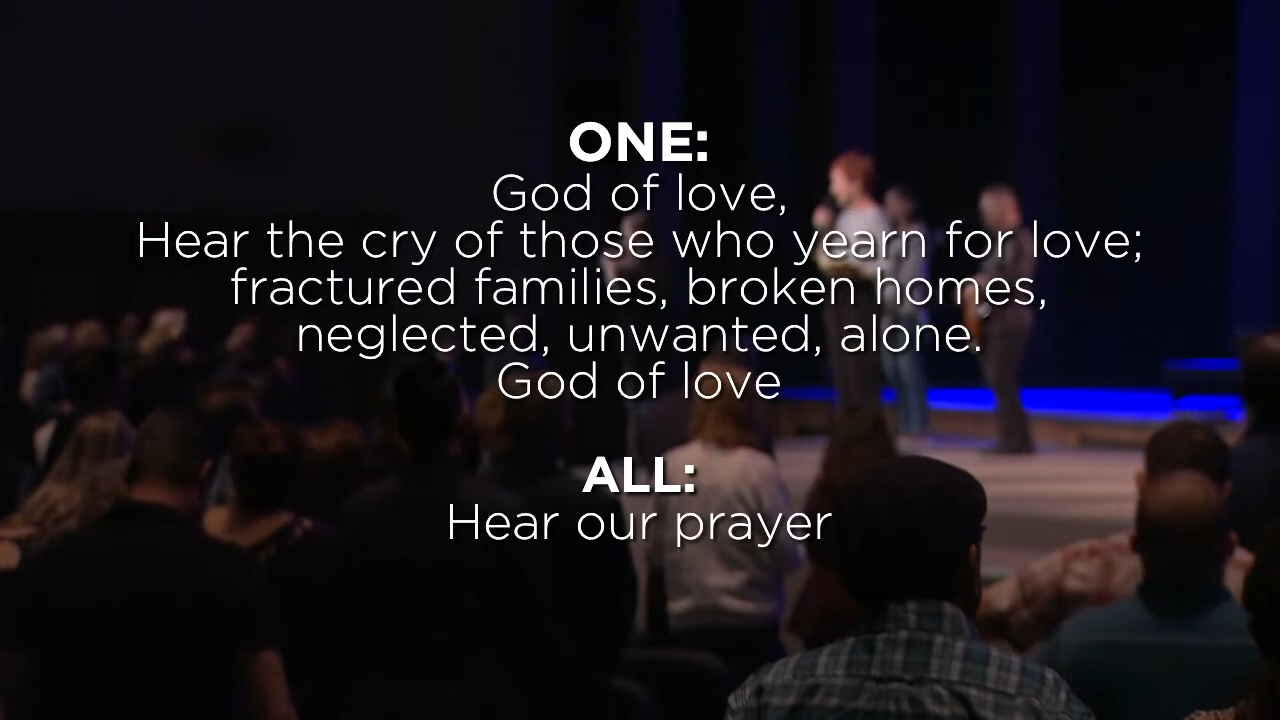 ONE:
God of love,
Hear the cry of those who yearn for love;
fractured families, broken homes,
neglected, unwanted, alone.
God of love
ALL:
Hear our prayer